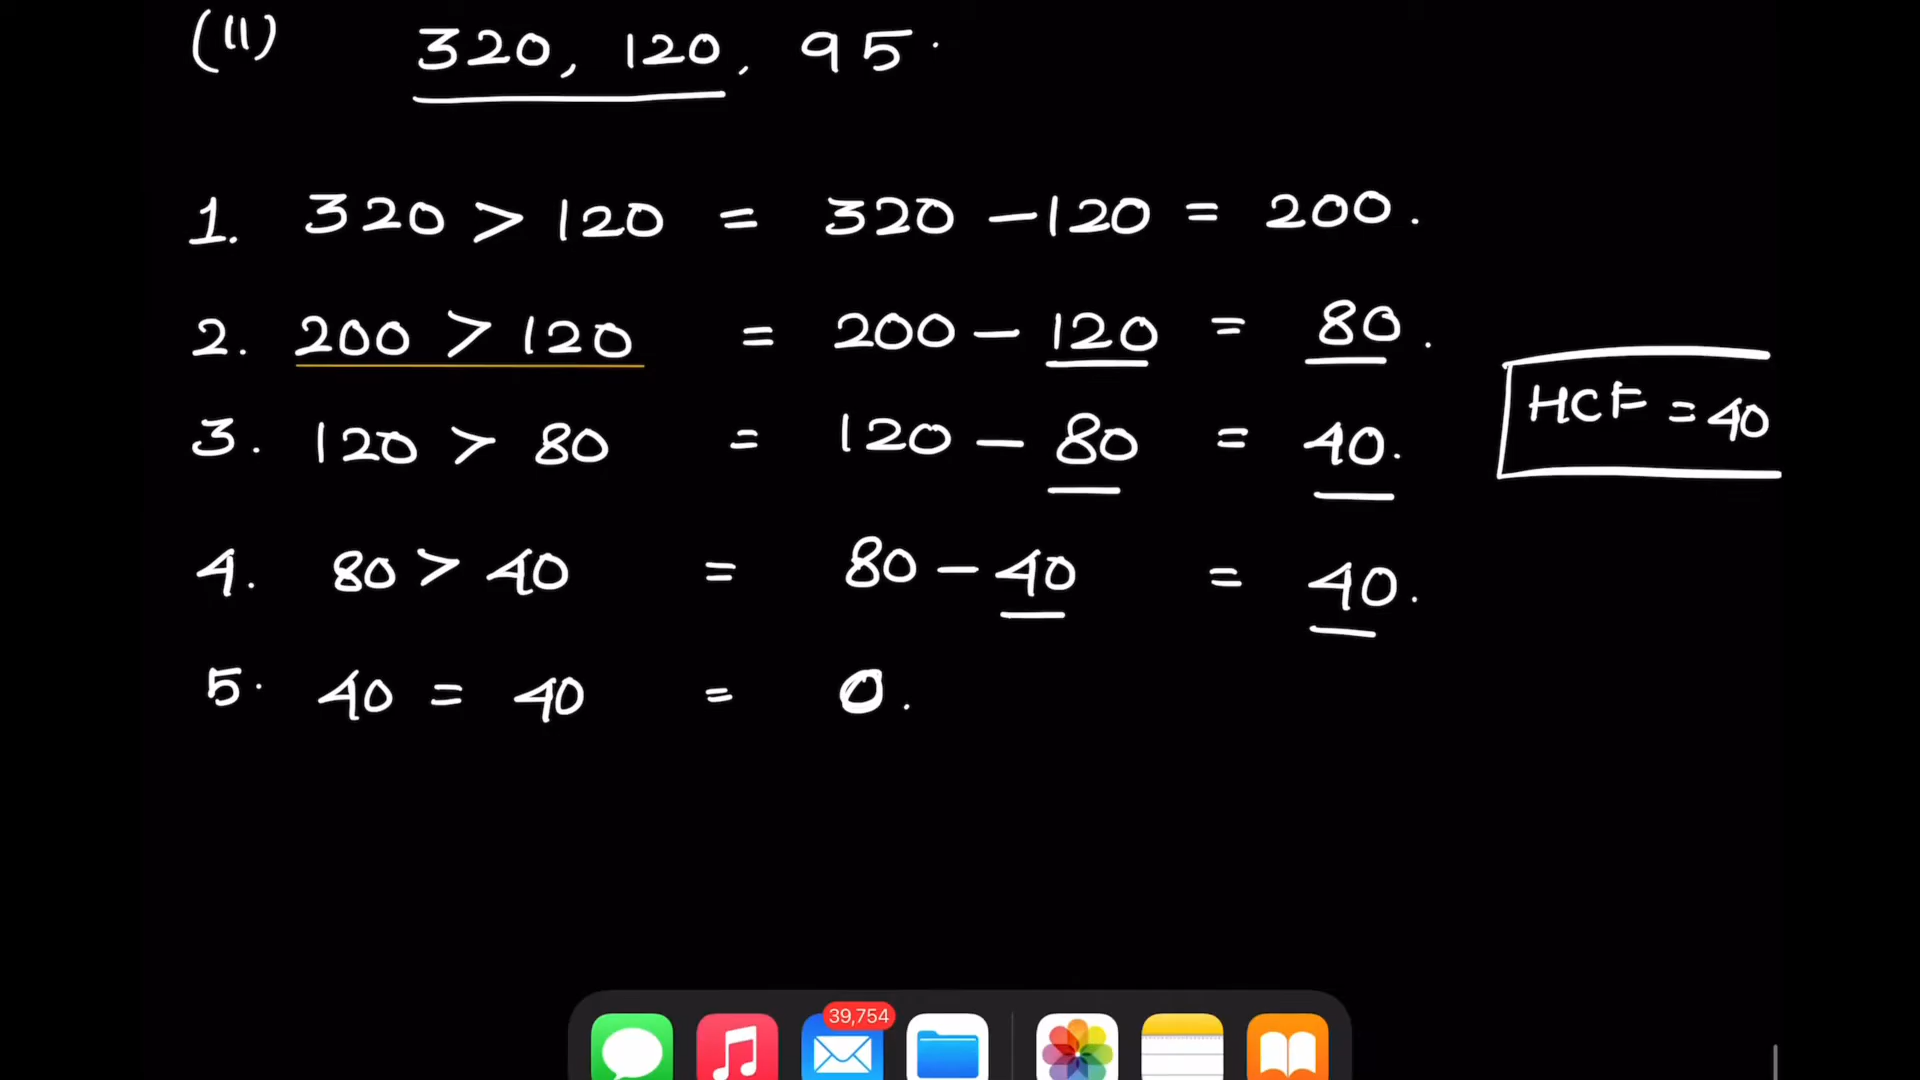 (II) 320, 120, 95.
1. 320 > 120 = 320 - 120 = 200.
2. 200 > 120 = 200 - 120 = 80.
3. 120 > 80 = 120 - 80 = 40.
HCF = 40
4. 80 > 40 = 80 - 40 = 40.
5. 40 = 40 = 0.
39,754